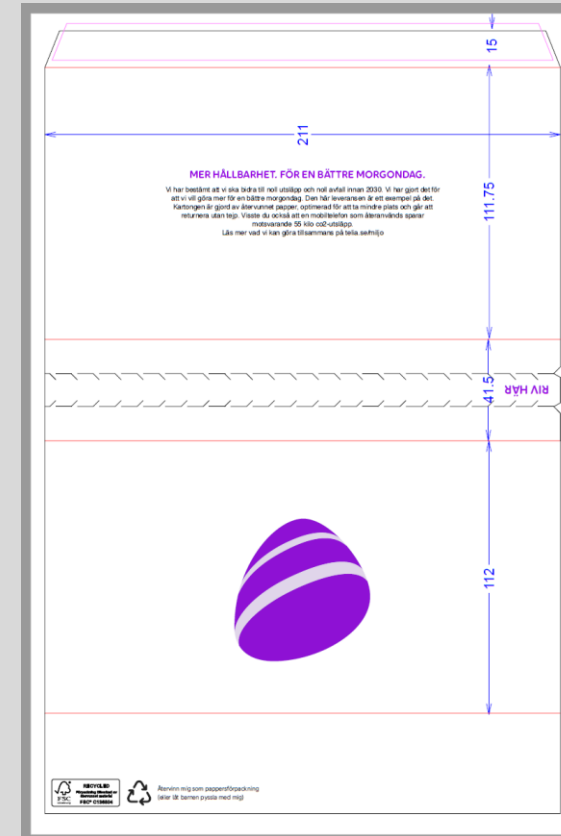 15
211
MER HÅLLBARHET. FÖR EN BÄTTRE MORGONDAG.
Vi har bestämt att vi ska bidra till noll utsläpp och noll avfall innan 2030. Vi har gjort det för
att vi vill göra mer för en bättre morgondag. Den här leveransen är ett exempel på det.
Kartongen är gjord av återvunnet papper, optimerad för att ta mindre plats och går att
returnera utan tejp. Visste du också att en mobiltelefon som återanvänds sparar
motsvarande 55 kilo co2-utsläpp.
Läs mer vad vi kan göra tillsammans på telia.se/miljo
111.75
41.5
RIV HÄR
112
FSC
RECYCLED
FSC® C136604
Återvinn mig som pappersförpackning
(eller låt barnen pyssla med mig)